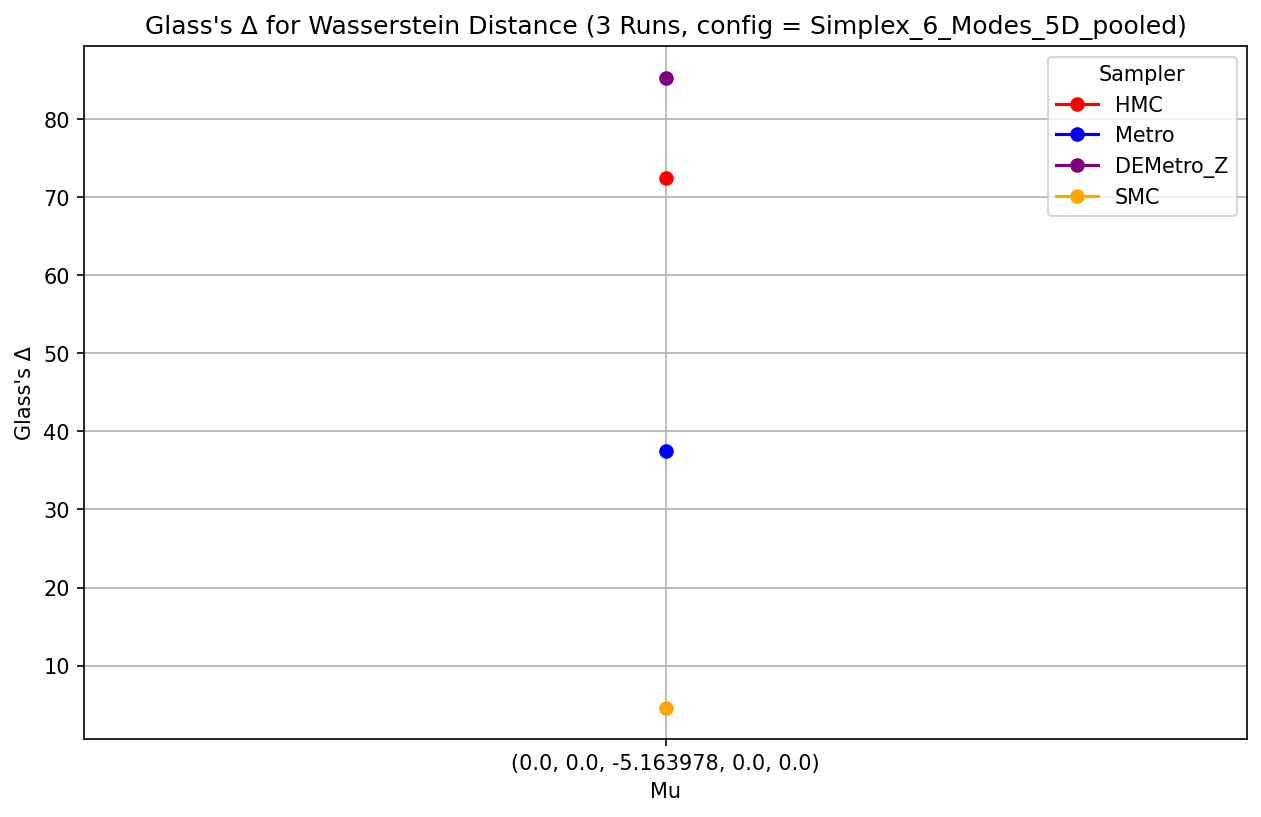 Glass's Δ for Wasserstein Distance (3 Runs, config = Simplex_6_Modes_5D_pooled)
Sampler
HMC
Metro
DEMetro_Z
SMC
Glass's Δ
80
70
60
50
40
30
20
10
(0.0, 0.0, -5.163978, 0.0, 0.0)
Mu